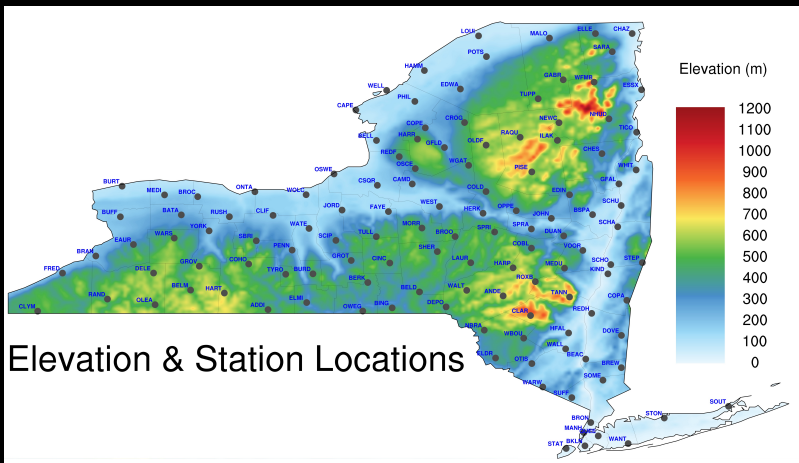 Elevation (m)
1200
1100
1000
900
800
700
600
500
400
300
200
100
0
LOUI
MALO
ELLE
CHAZ
POTS
SARA
HAMM
GABR
WFMB
WELL
EDWA
ESSX
PHIL
TUPP
CAPE
NHUD
COPE
CROG
NEWC
TICO
BELL
HARR
RAQU
ILAK
REDF
GFLD
OLDF
CHES
OSCE
WGAT
PISE
WHIT
OSWE
CSQR
CAMD
GFAL
BURT
MEDI
BROC
ONTA
WOLC
COLD
EDIN
JORD
FAYE
WEST
HERK
OPPE
SCHU
BUFF
BATA
RUSH
CLIF
JOHN
BSPA
WATE
MORR
SPRA
SCHA
YORK
TULL
BROO
SPRI
DUAN
EAUR
WARS
SBRI
SCIP
PENN
SHER
COBL
VOOR
BRAN
GROT
CINC
LAUR
HARP
MEDU
SCHO
STEP
FRED
DELE
GROV
COHO
TYRO
BURD
KIND
BERK
ROXB
RAND
BELM
HART
BELD
WALT
ANDE
TANN
COPA
OLEA
ELMI
CLYM
ADDI
OWEG
BING
DEPO
CLAR
REDH
NBRA
WBOU
HFAL
DOVE
WALL
ELDR
OTIS
BEAC
BREW
SOME
WARW
SUFF
SOUT
STON
BRON
MANH
STAT
BKLN
WANT
Elevation & Station Locations